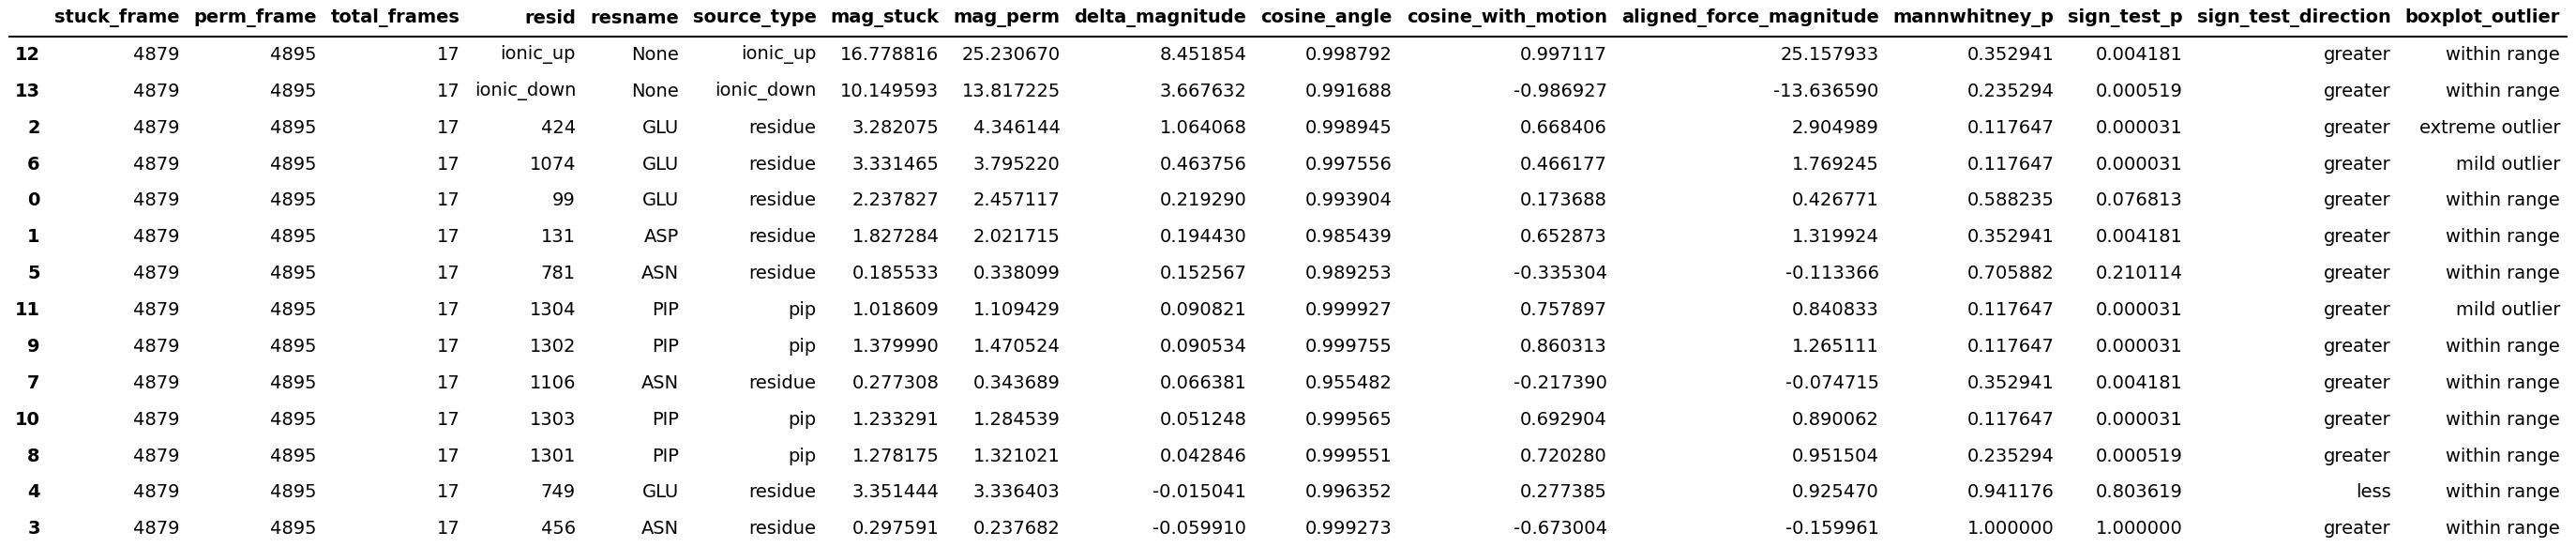 stuck_frame perm_frame total_frames resid resname source_type mag_stuck mag_perm delta_magnitude cosine_angle cosine_with_motion aligned_force_magnitude mannwhitney_p sign_test_p sign_test_direction boxplot_outlier
12 4879 4895 17 ionic_up None ionic_up 16.778816 25.230670 8.451854 0.998792 0.997117 25.157933 0.352941 0.004181 greater within range
13 4879 4895 17 ionic_down None ionic_down 10.149593 13.817225 3.667632 0.991688 -0.986927 -13.636590 0.235294 0.000519 greater within range
2 4879 4895 17 424 GLU residue 3.282075 4.346144 1.064068 0.998945 0.668406 2.904989 0.117647 0.000031 greater extreme outlier
6 4879 4895 17 1074 GLU residue 3.331465 3.795220 0.463756 0.997556 0.466177 1.769245 0.117647 0.000031 greater mild outlier
0 4879 4895 17 99 GLU residue 2.237827 2.457117 0.219290 0.993904 0.173688 0.426771 0.588235 0.076813 greater within range
1 4879 4895 17 131 ASP residue 1.827284 2.021715 0.194430 0.985439 0.652873 1.319924 0.352941 0.004181 greater within range
5 4879 4895 17 781 ASN residue 0.185533 0.338099 0.152567 0.989253 -0.335304 -0.113366 0.705882 0.210114 greater within range
11 4879 4895 17 1304 PIP pip 1.018609 1.109429 0.090821 0.999927 0.757897 0.840833 0.117647 0.000031 greater mild outlier
9 4879 4895 17 1302 PIP pip 1.379990 1.470524 0.090534 0.999755 0.860313 1.265111 0.117647 0.000031 greater within range
7 4879 4895 17 1106 ASN residue 0.277308 0.343689 0.066381 0.955482 -0.217390 -0.074715 0.352941 0.004181 greater within range
10 4879 4895 17 1303 PIP pip 1.233291 1.284539 0.051248 0.999565 0.692904 0.890062 0.117647 0.000031 greater within range
8 4879 4895 17 1301 PIP pip 1.278175 1.321021 0.042846 0.999551 0.720280 0.951504 0.235294 0.000519 greater within range
4 4879 4895 17 749 GLU residue 3.351444 3.336403 -0.015041 0.996352 0.277385 0.925470 0.941176 0.803619 less within range
3 4879 4895 17 456 ASN residue 0.297591 0.237682 -0.059910 0.999273 -0.673004 -0.159961 1.000000 1.000000 greater within range